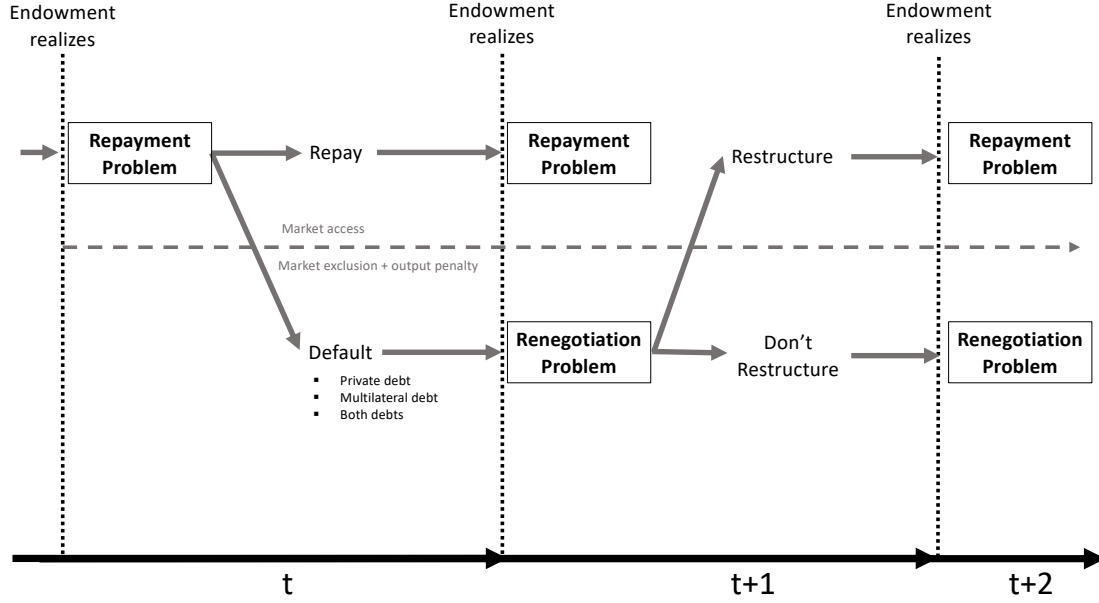 Endowment
realizes
Endowment
realizes
Endowment
realizes
Repayment
Problem
Repay
Repayment
Problem
Restructure
Repayment
Problem
Market access
Market exclusion + output penalty
Default
▪ Private debt
▪ Multilateral debt
▪ Both debts
Renegotiation
Problem
Don’t
Restructure
Renegotiation
Problem
t
t+1
t+2